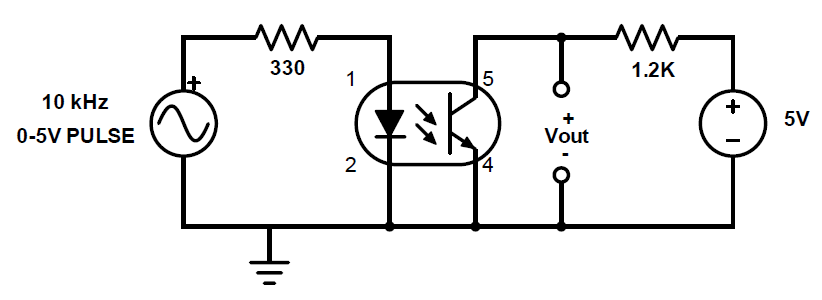 330
1.2K
1
5
10 kHz
0-5V PULSE
+
+
Vout
-
+
-
5V
2
4